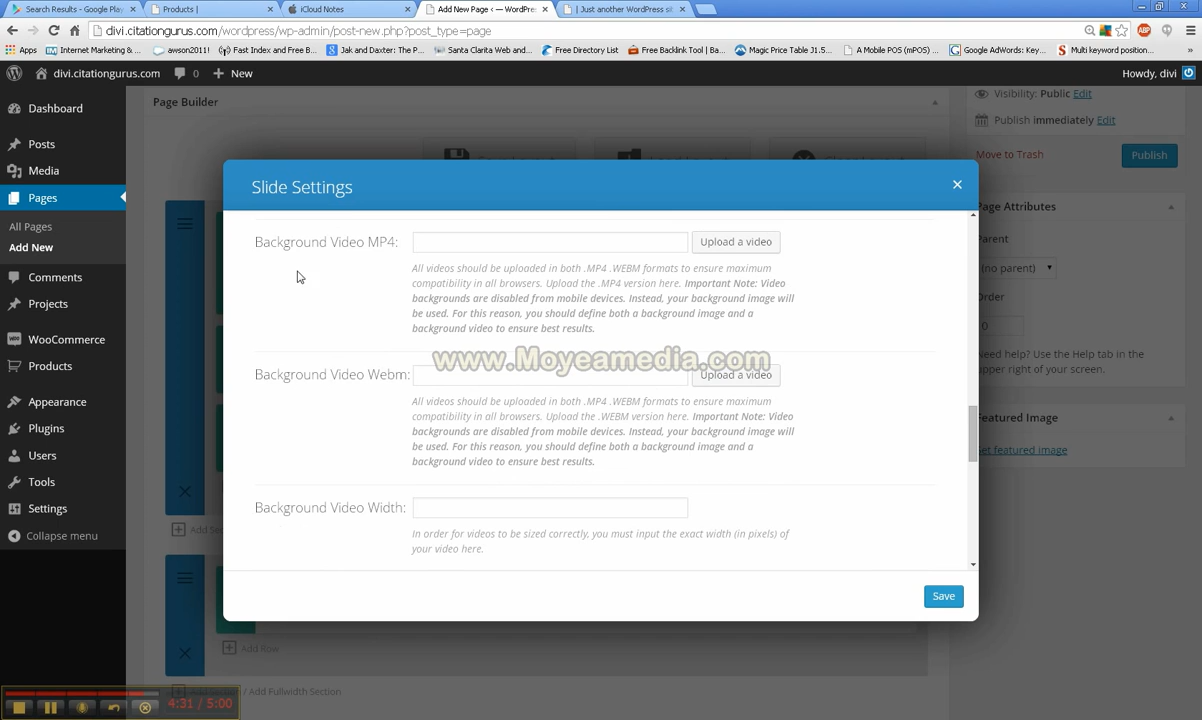 Search Results - Google Play
Products |
iCloud Notes
Add New Page ‹ — WordPre
| Just another WordPress sit
divi.citationgurus.com/wordpress/wp-admin/post-new.php?post_type=page
Apps
Internet Marketing &...
awson2011!
Fast Index and Free B...
Jak and Daxter: The P...
Santa Clarita Web and...
Free Directory List
Free Backlink Tool | Ba...
Magic Price Table J1.5...
A Mobile POS (mPOS) ...
Google AdWords: Key...
Multi keyword position...
divi.citationgurus.com
0
New
Howdy, divi
Dashboard
Posts
Media
Pages
All Pages
Add New
Comments
Projects
WooCommerce
Products
Appearance
Plugins
Users
Tools
Settings
Collapse menu
Page Builder
Visibility: Public Edit
Publish immediately Edit
Move to Trash
Publish
Page Attributes
Parent
(no parent)
Order
0
Need help? Use the Help tab in the
upper right of your screen.
Featured Image
Set featured image
Slide Settings
Background Video MP4:
Upload a video
All videos should be uploaded in both .MP4 .WEBM formats to ensure maximum
compatibility in all browsers. Upload the .MP4 version here. Important Note: Video
backgrounds are disabled from mobile devices. Instead, your background image will
be used. For this reason, you should define both a background image and a
background video to ensure best results.
www.Moyeamedia.com
Background Video Webm:
Upload a video
All videos should be uploaded in both .MP4 .WEBM formats to ensure maximum
compatibility in all browsers. Upload the .WEBM version here. Important Note: Video
backgrounds are disabled from mobile devices. Instead, your background image will
be used. For this reason, you should define both a background image and a
background video to ensure best results.
Background Video Width:
In order for videos to be sized correctly, you must input the exact width (in pixels) of
your video here.
Save
Add Row
/ Add Fullwidth Section
4:31 / 5:00